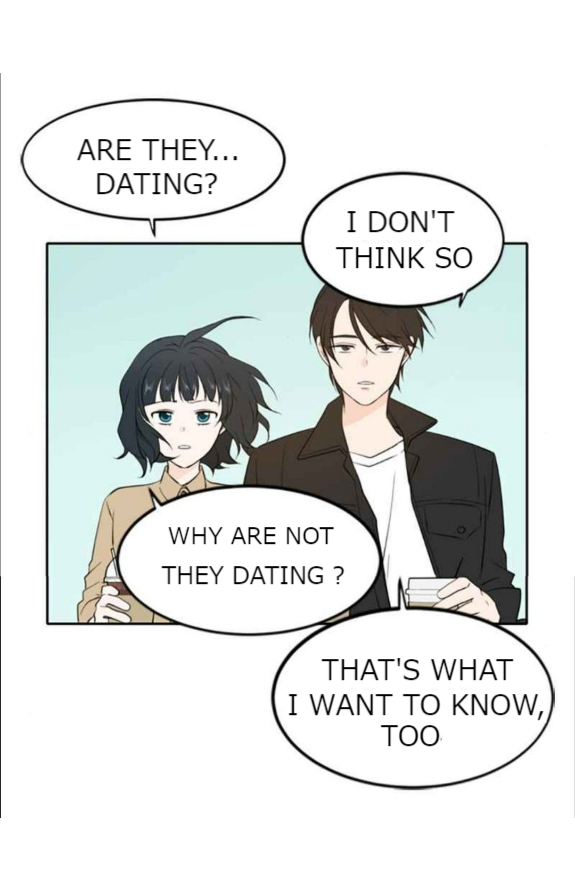 ARE THEY...
DATING?
I DON'T
THINK SO
WHY ARE NOT
THEY DATING ?
THAT'S WHAT
I WANT TO KNOW,
TOO